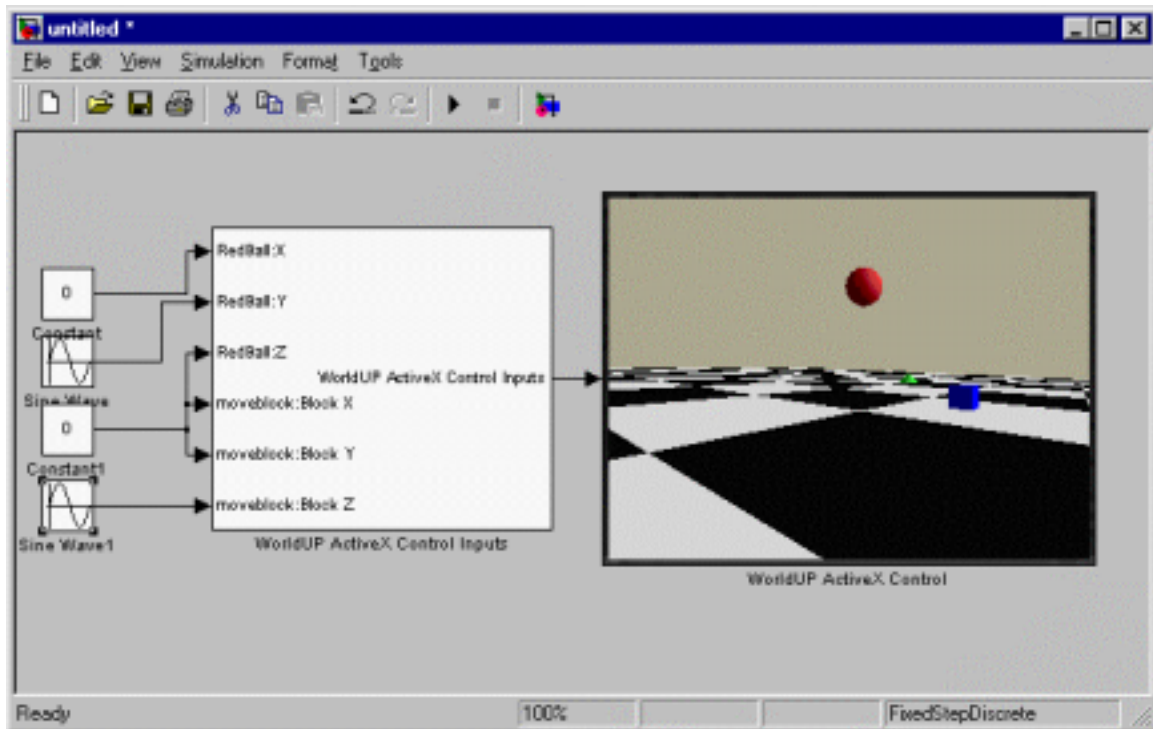 untitled *
File Edit View Simulation Format Tools
RedBall:X
0
Constant
RedBall:Y
RedBall:Z
Sine Wave
WorldUP ActiveX Control Inputs
moveblock:Block X
0
Constant1
moveblock:Block Y
moveblock:Block Z
Sine Wave1
WorldUP ActiveX Control Inputs
WorldUP ActiveX Control
Ready 100% FixedStepDiscrete